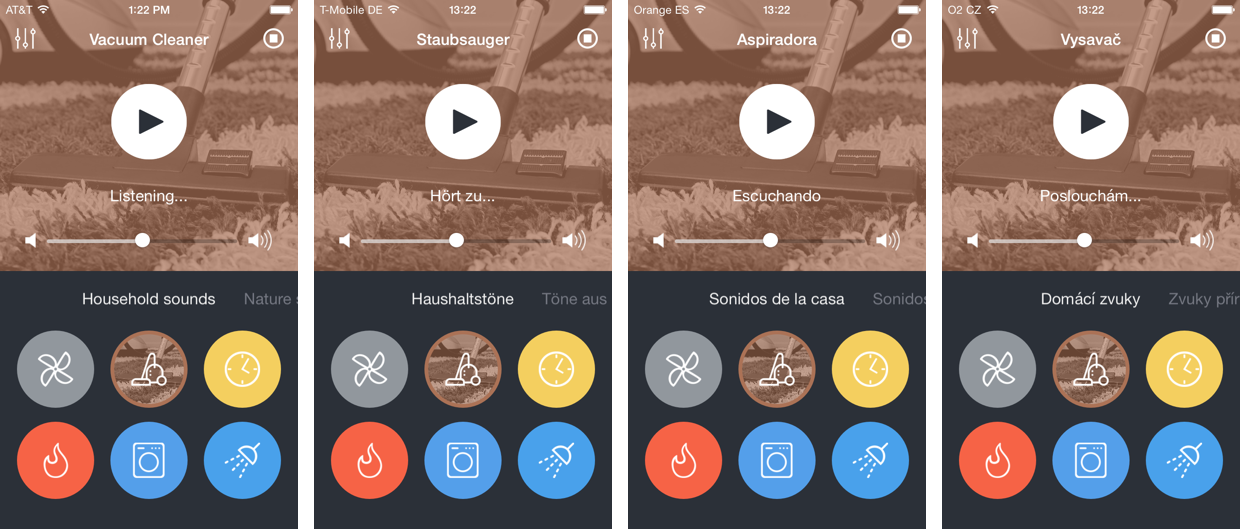 AT&T 1:22 PM
Vacuum Cleaner
Listening...
Household sounds Nature s
T-Mobile DE 13:22
Staubsauger
Hört zu...
Haushaltstöne Töne aus
Orange ES 13:22
Aspiradora
Escuchando
Sonidos de la casa Sonidos
O2 CZ 13:22
Vysavač
Poslouchám...
Domácí zvuky Zvuky přír